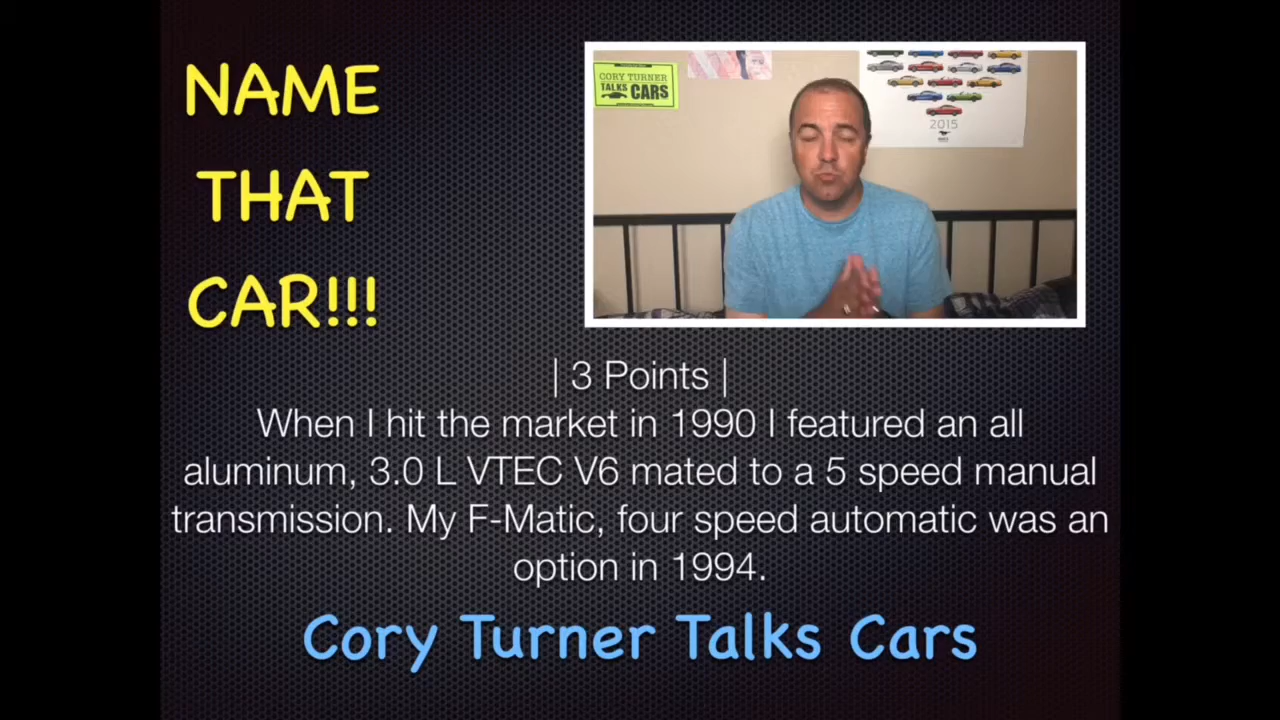 NAME
THAT
CAR!!!
CORY TURNER
TALKS CARS
2015
| 3 Points |
When I hit the market in 1990 I featured an all
aluminum, 3.0 L VTEC V6 mated to a 5 speed manual
transmission. My F-Matic, four speed automatic was an
option in 1994.
Cory Turner Talks Cars